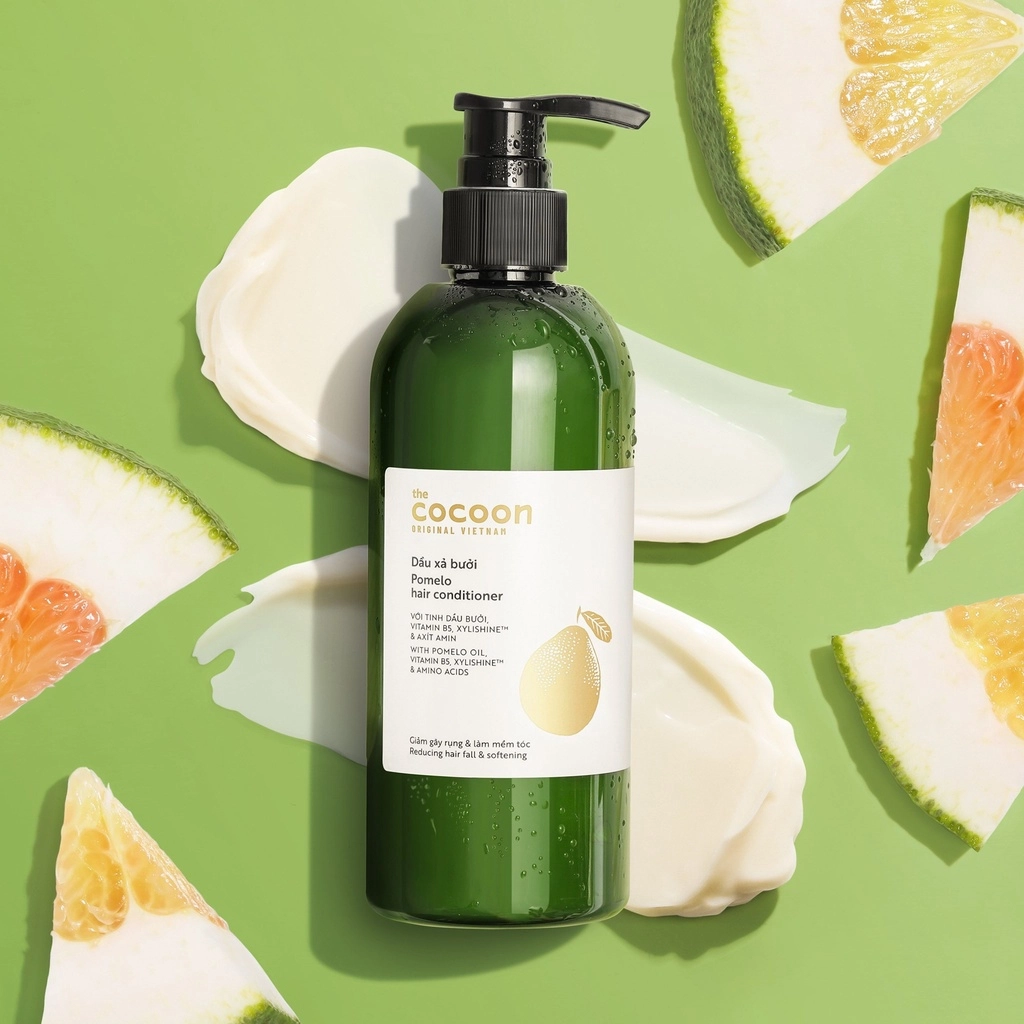 the
cocoon
ORIGINAL VIETNAM
Dầu xả bưởi
Pomelo
hair conditioner
VỚI TINH DẦU BƯỞI,
VITAMIN B5, XYLISHINE™
& AXÍT AMIN
WITH POMELO OIL,
VITAMIN B5, XYLISHINE™
& AMINO ACIDS
Giảm gãy rụng & làm mềm tóc
Reducing hair fall & softening